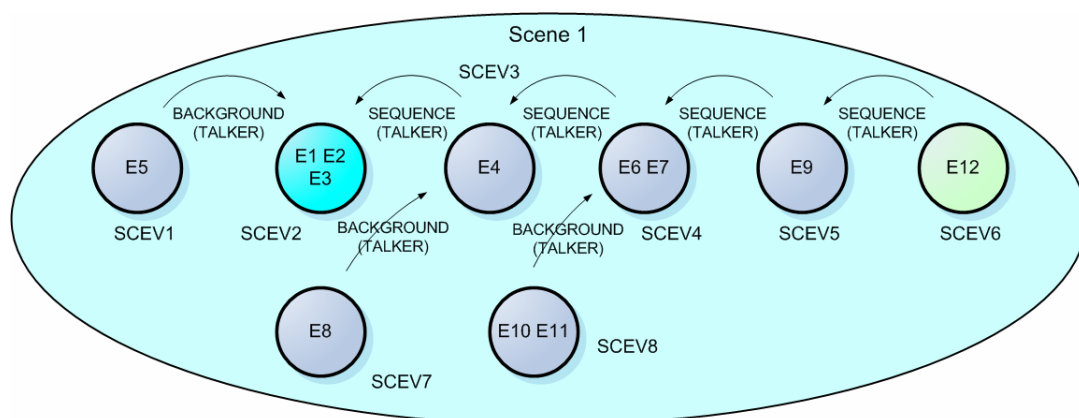 Scene 1
SCEV3
BACKGROUND
(TALKER)
SEQUENCE
(TALKER)
SEQUENCE
(TALKER)
SEQUENCE
(TALKER)
SEQUENCE
(TALKER)
E5
E1 E2
E3
E4
E6 E7
E9
E12
SCEV1
SCEV2
BACKGROUND
(TALKER)
BACKGROUND
(TALKER)
SCEV4
SCEV5
SCEV6
E8
E10 E11
SCEV7
SCEV8